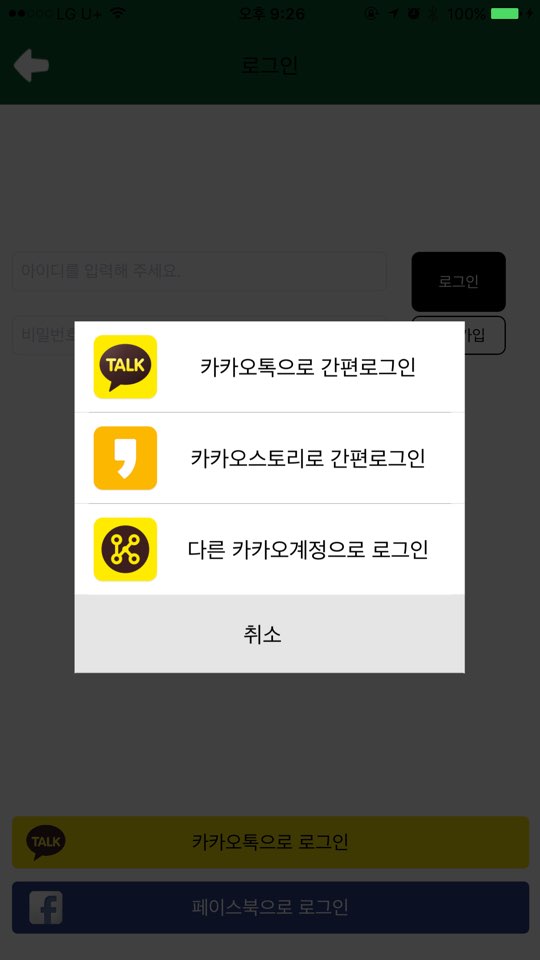 LG U+ 오후 9:26 100%
로그인
아이디를 입력해 주세요.
로그인
비밀번호
가입
TALK 카카오톡으로 간편로그인
카카오스토리로 간편로그인
다른 카카오계정으로 로그인
취소
TALK 카카오톡으로 로그인
페이스북으로 로그인